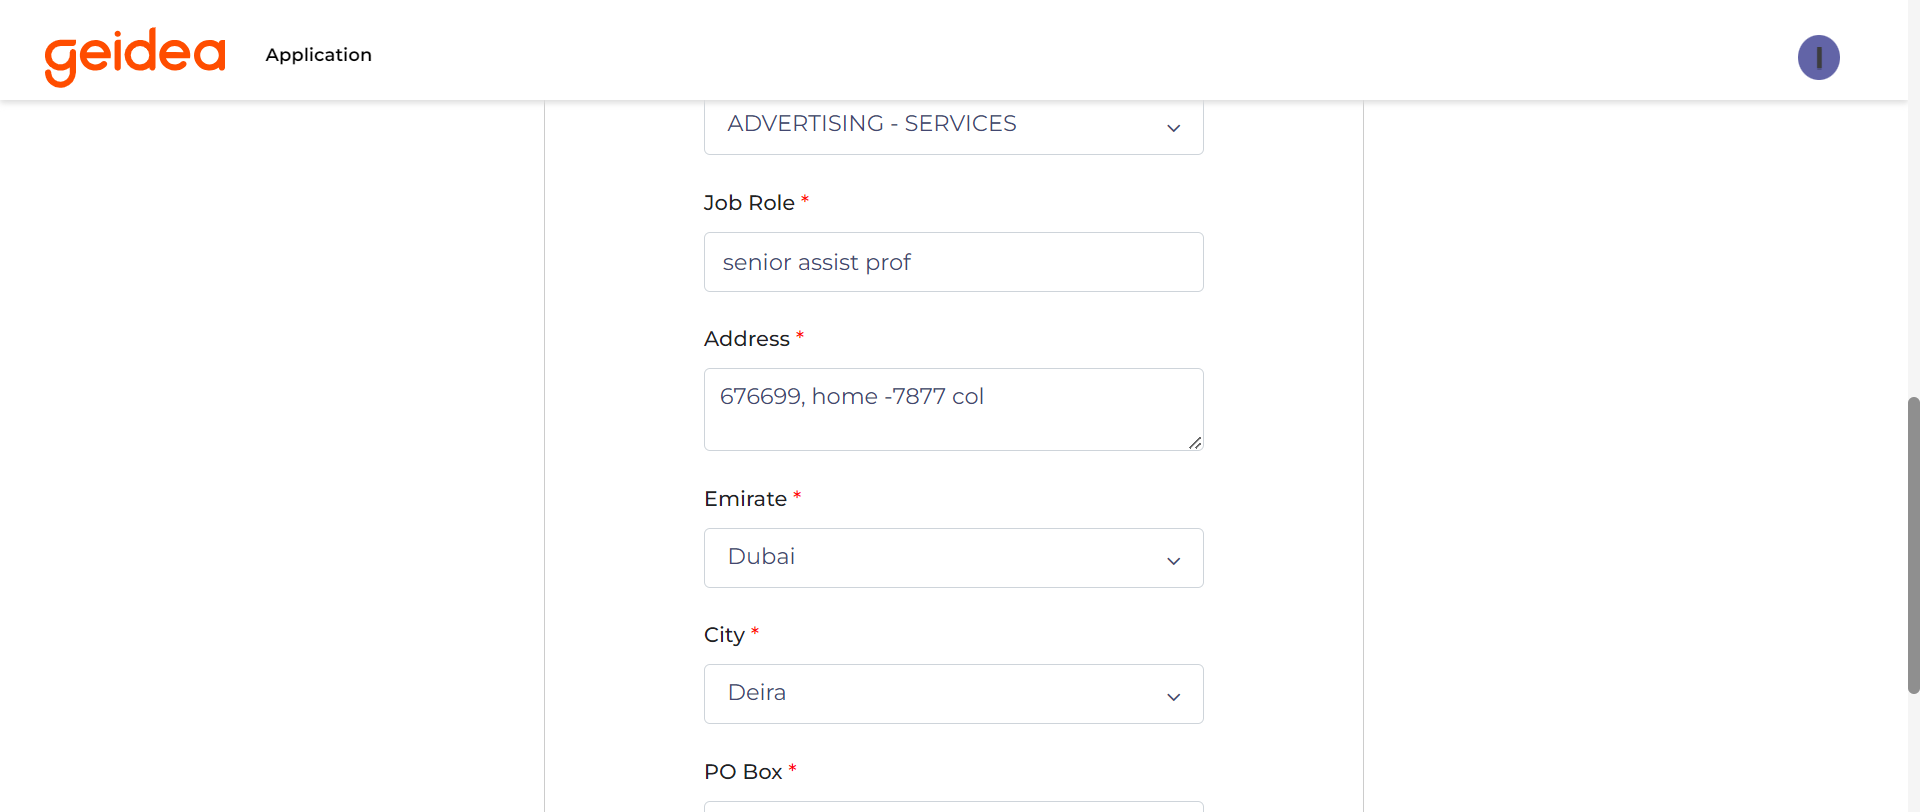 geidea
Application
I
ADVERTISING - SERVICES
Job Role *
senior assist prof
Address *
676699, home -7877 col
Emirate *
Dubai
City *
Deira
PO Box *